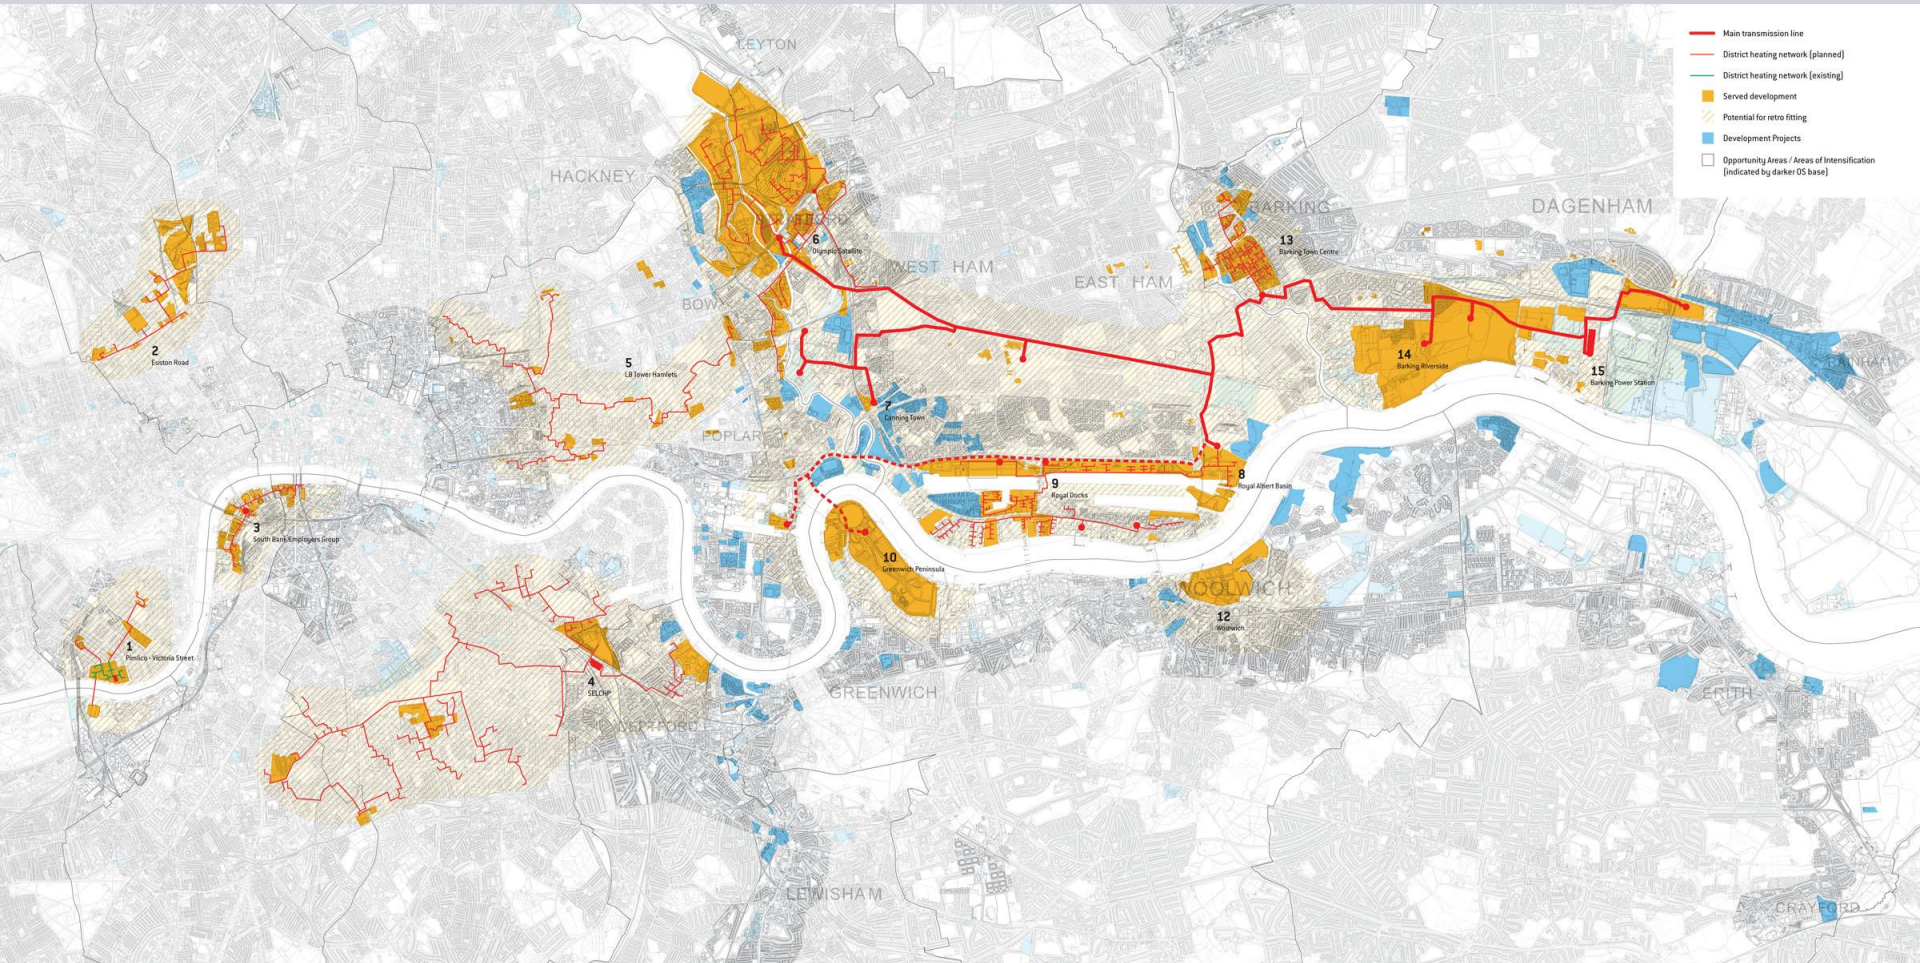 Main transmission line
District heating network (planned)
District heating network (existing)
Served development
Potential for retro fitting
Development Projects
Opportunity Areas / Areas of Intensification
(indicated by darker OS base)
LEYTON
HACKNEY
STRATFORD
6
Olympic Satellite
WEST HAM
EAST HAM
BARKING
13
Barking Town Centre
DAGENHAM
BOW
2
Euston Road
5
LB Tower Hamlets
14
Barking Riverside
15
Barking Power Station
RAINHAM
7
Canning Town
POPLAR
8
Royal Albert Basin
9
Royal Docks
3
South Bank Employers Group
10
Greenwich Peninsula
WOOLWICH
12
Woolwich
1
Pimlico - Victoria Street
4
SELCHP
GREENWICH
ERITH
DEPTFORD
LEWISHAM
CRAYFORD